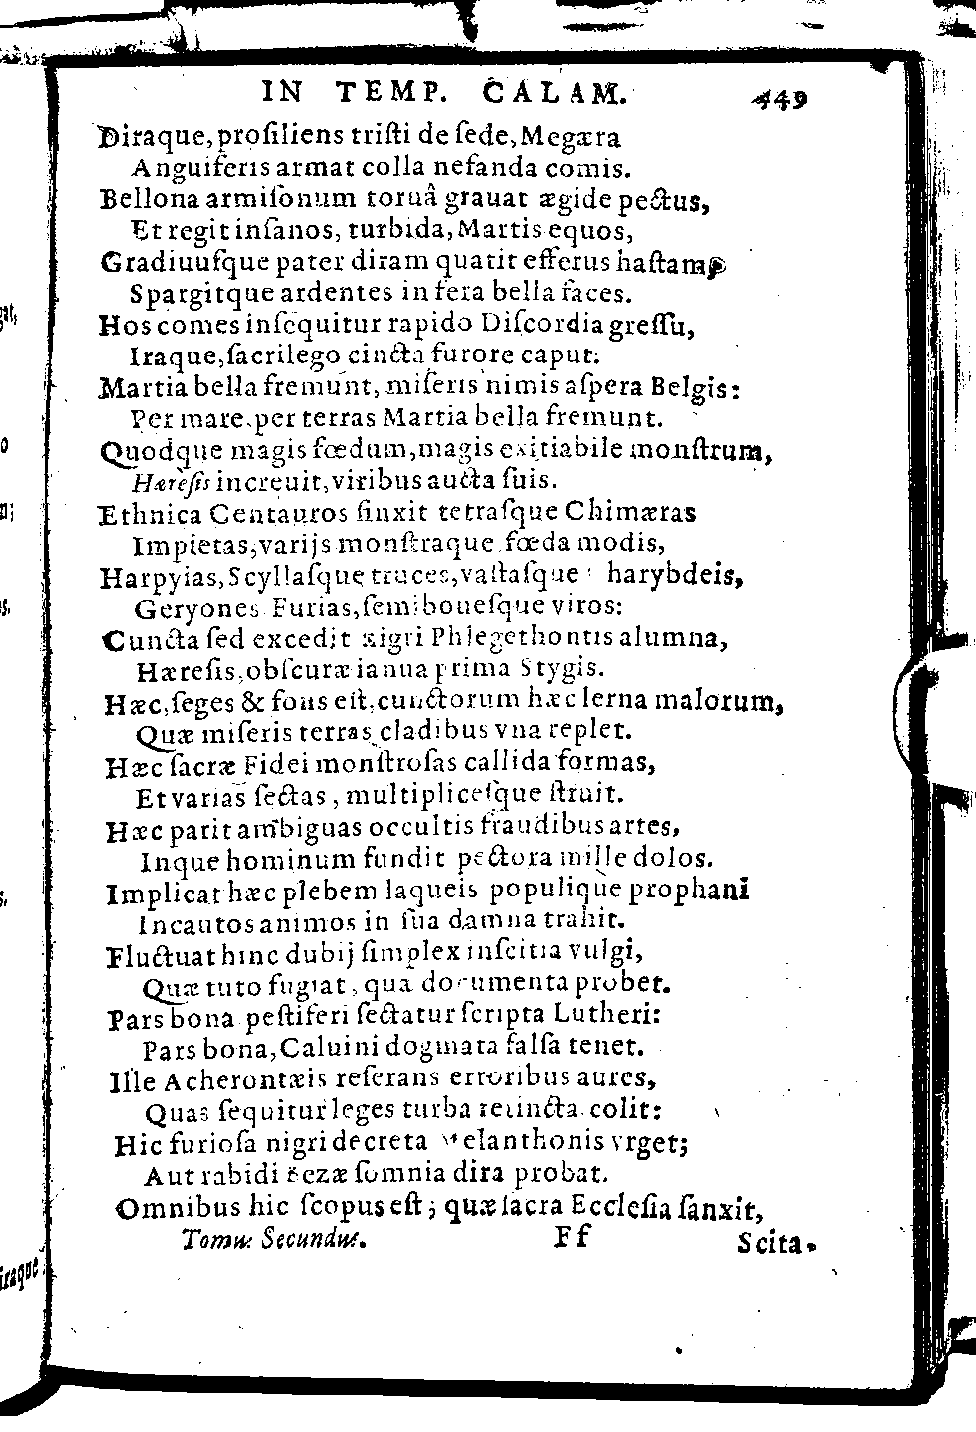 IN TEMP. CALAM. 449
Diraque, proſiliens triſti de ſede, Megæra
Anguiferis armat colla nefanda comis.
Bellona armiſonum toruâ grauat ægide pectus,
Et regit inſanos, turbida, Martis equos,
Gradiuuſque pater diram quatit efferus haſtam,
Spargitque ardentes in fera bella faces.
Hos comes inſequitur rapido Diſcordia greſſu,
Iraque, ſacrilego cincta furore caput.
Martia bella fremunt, miſeris nimis aſpera Belgis:
Per mare, per terras Martia bella fremunt.
Quodque magis fœdum, magis exitiabile monſtrum,
Hæreſis increuit, viribus aucta ſuis.
Ethnica Centauros finxit tetraſque Chimæras
Impietas, varijs monſtraque fœda modis,
Harpyias, Scyllaſque truces, vaſtaſque harybdeis,
Geryones Furias, ſemiboueſque viros:
Cuncta ſed excedit nigri Phlegethontis alumna,
Hæreſis, obſcuræ ianua prima Stygis.
Hæc, ſeges & fons eſt, cunctorum hæc lerna malorum,
Quæ miſeris terras cladibus vna replet.
Hæc ſacræ Fidei monſtroſas callida formas,
Et varias ſectas, multipliceſque ſtruit.
Hæc parit ambiguas occultis fraudibus artes,
Inque hominum fundit pectora mille dolos.
Implicat hæc plebem laqueis populique prophani
Incautos animos in ſua damna trahit.
Fluctuat hinc dubij ſimplex inſcitia vulgi,
Quæ tuto fugiat, qua documenta probet.
Pars bona peſtiferi ſectatur ſcripta Lutheri:
Pars bona, Caluini dogmata falſa tenet.
Ille Acherontæis reſerans erroribus aures,
Quas ſequitur leges turba retincta colit:
Hic furioſa nigri decreta elanthonis vrget;
Aut rabidi Bezæ ſomnia dira probat.
Omnibus hic ſcopus eſt; quæ ſacra Eccleſia ſanxit,
Tomus Secundus. Ff Scita.